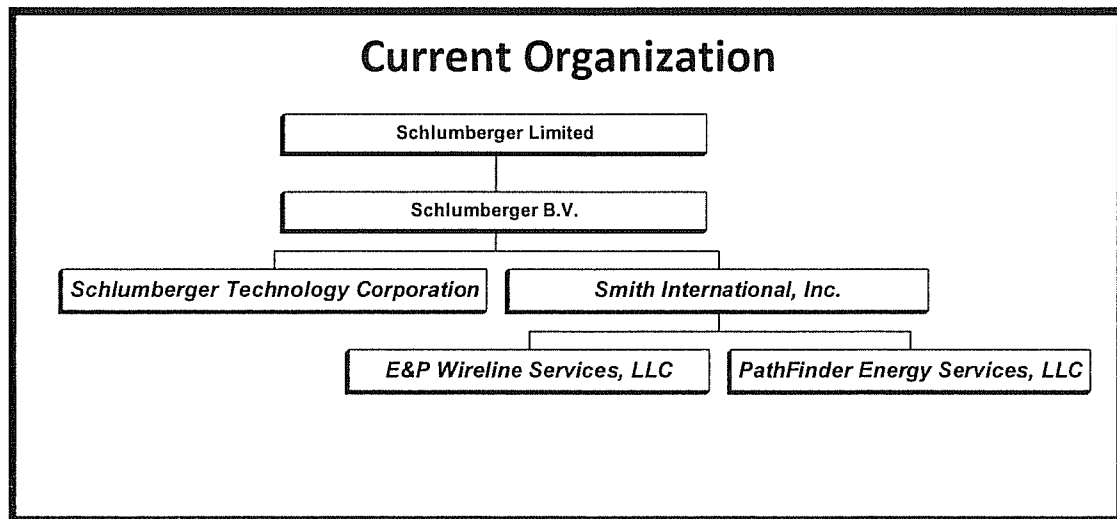 Current Organization
Schlumberger Limited
Schlumberger B.V.
Schlumberger Technology Corporation
Smith International, Inc.
E&P Wireline Services, LLC
PathFinder Energy Services, LLC